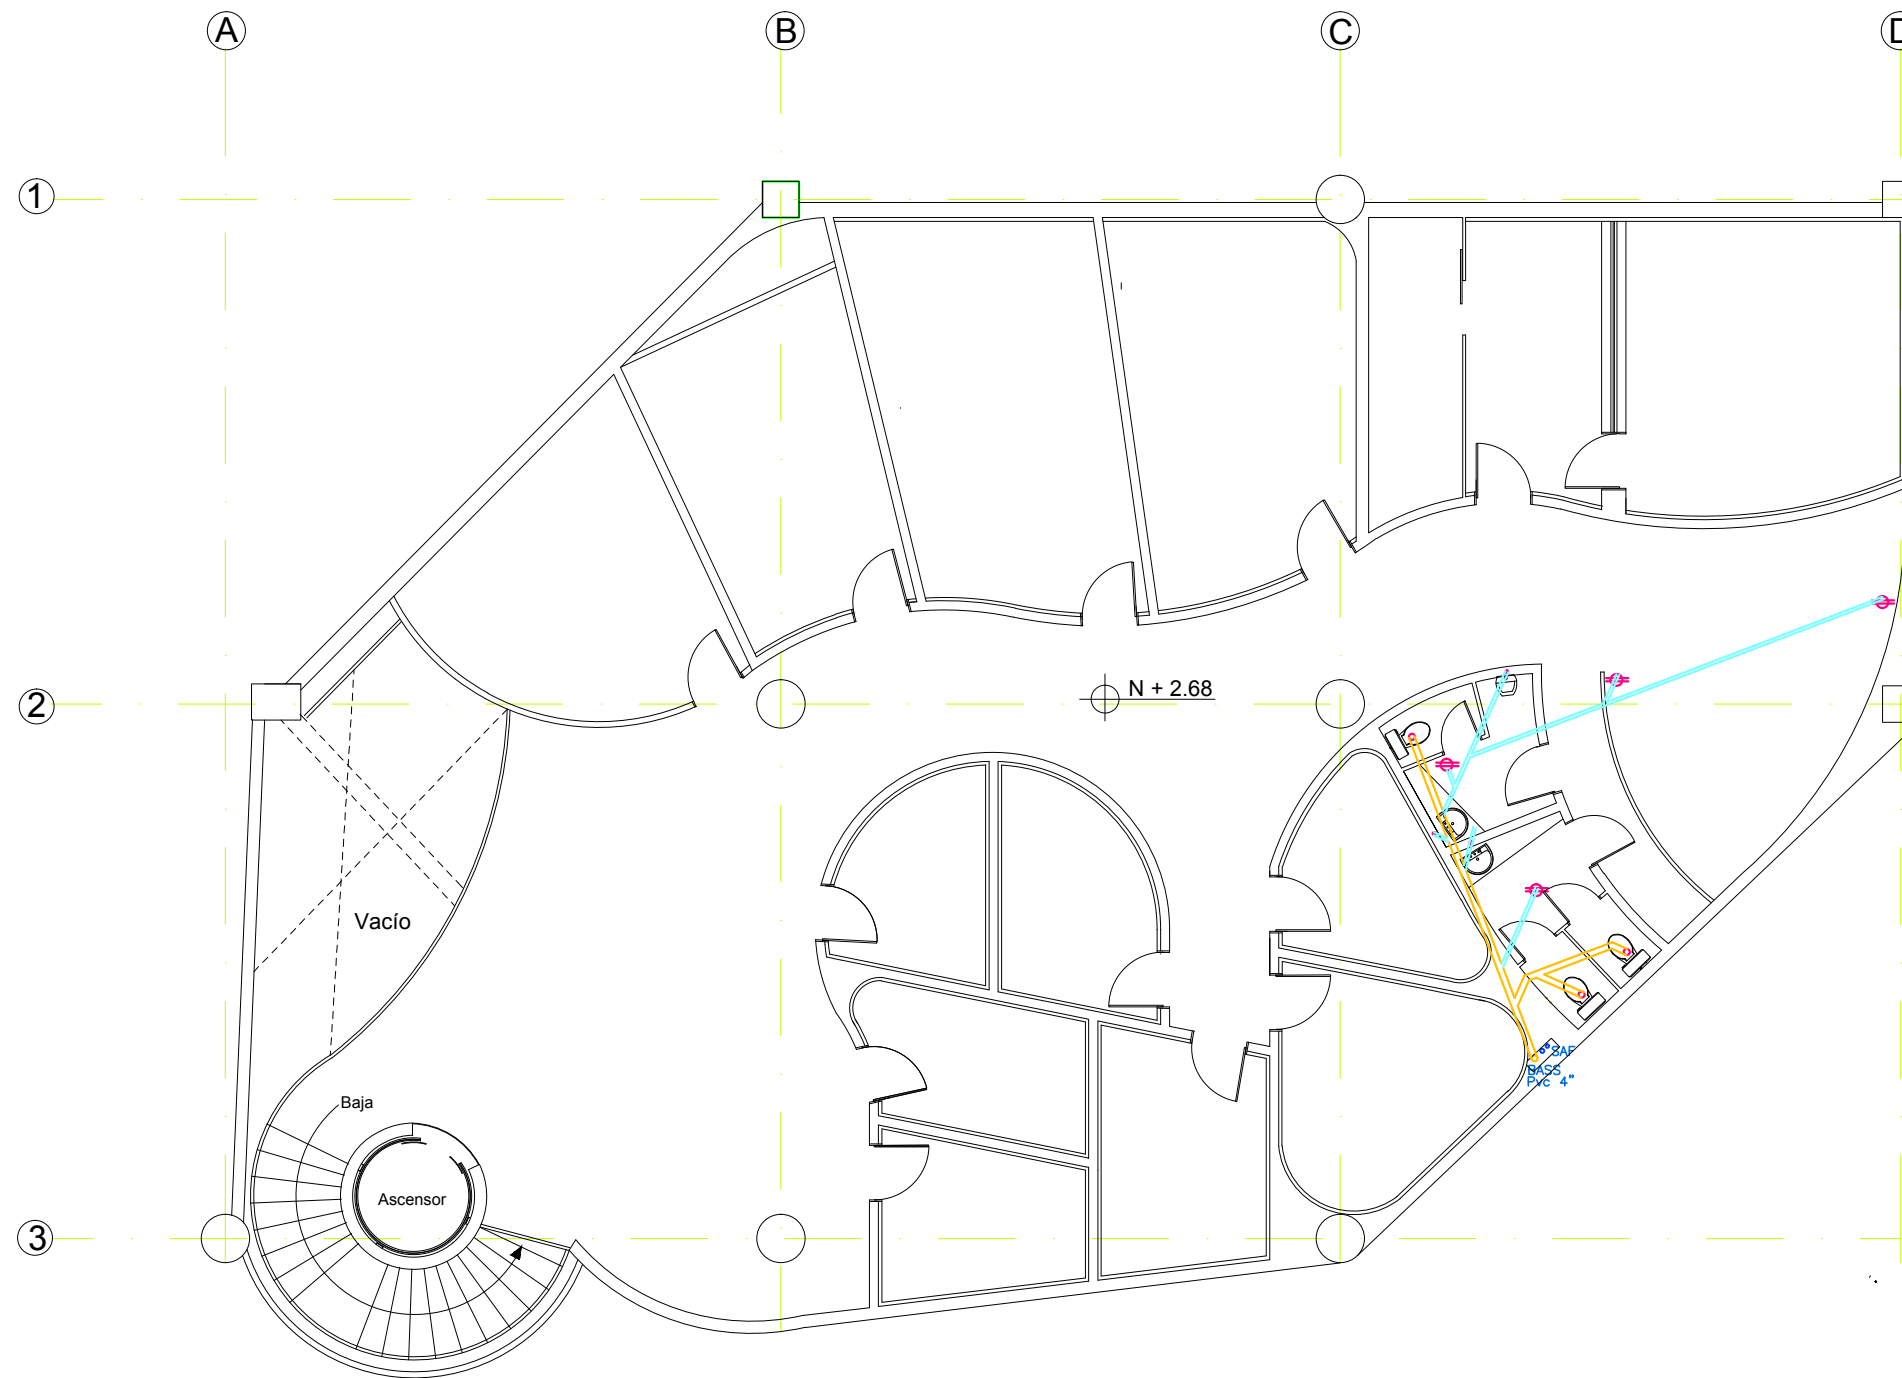 A
B
C
D
1
2
N + 2.68
Vacío
SAF
BASS
Pvc 4"
Baja
Ascensor
3